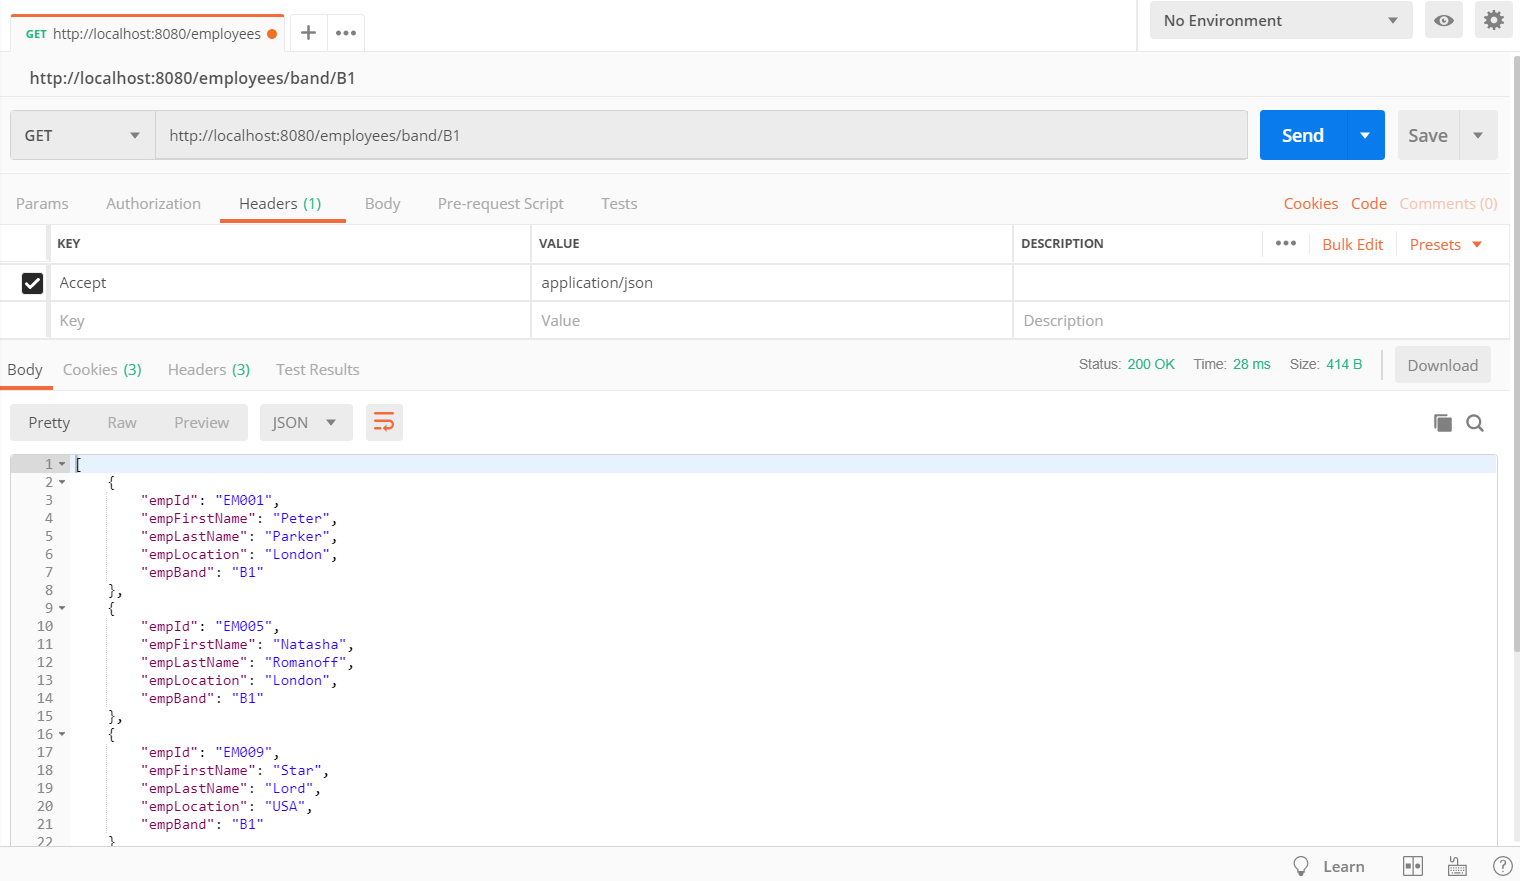 GET http://localhost:8080/employees
No Environment
http://localhost:8080/employees/band/B1
GET http://localhost:8080/employees/band/B1 Send Save
Params Authorization Headers (1) Body Pre-request Script Tests Cookies Code Comments (0)
KEY VALUE DESCRIPTION ••• Bulk Edit Presets
Accept application/json
Key Value Description
Body Cookies (3) Headers (3) Test Results Status: 200 OK Time: 28 ms Size: 414 B Download
Pretty Raw Preview JSON
1 [
2 {
3 "empId": "EM001",
4 "empFirstName": "Peter",
5 "empLastName": "Parker",
6 "empLocation": "London",
7 "empBand": "B1"
8 },
9 {
10 "empId": "EM005",
11 "empFirstName": "Natasha",
12 "empLastName": "Romanoff",
13 "empLocation": "London",
14 "empBand": "B1"
15 },
16 {
17 "empId": "EM009",
18 "empFirstName": "Star",
19 "empLastName": "Lord",
20 "empLocation": "USA",
21 "empBand": "B1"
22 }
Learn